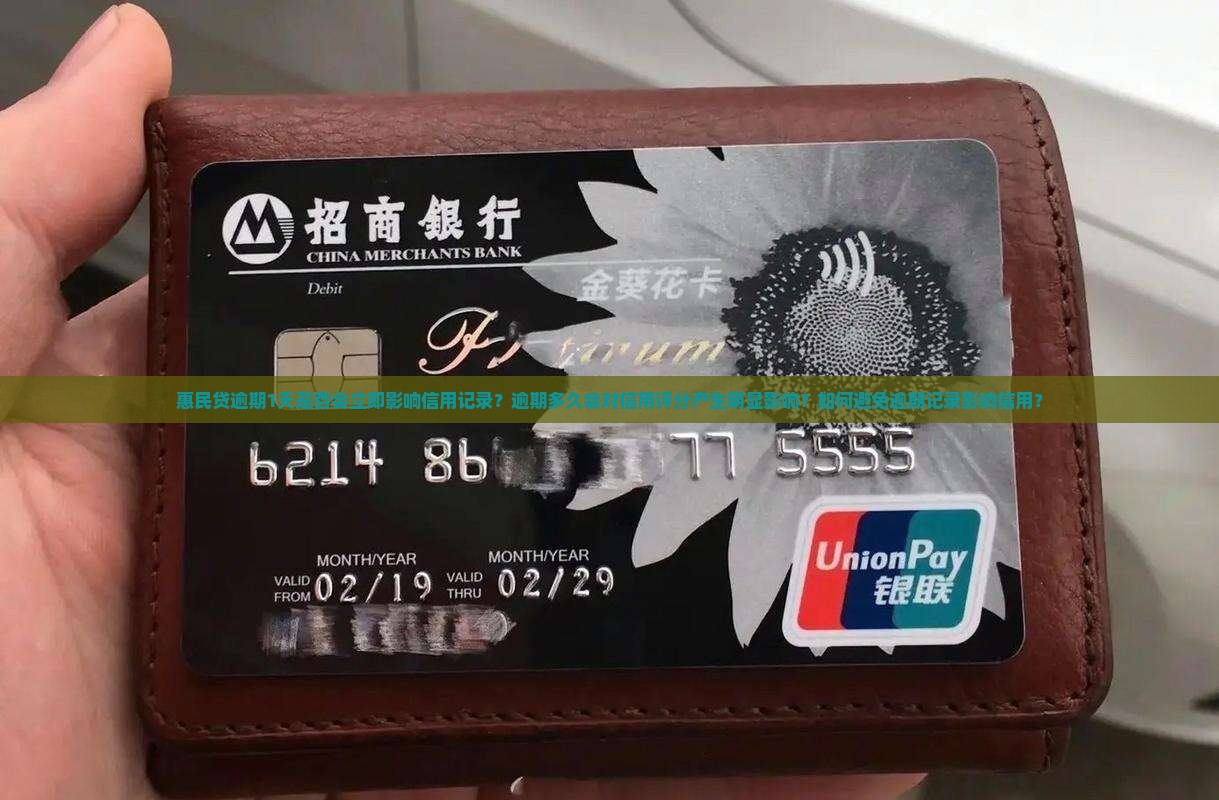 招商銀行
CHINA MERCHANTS BANK
Debit
金葵花卡
惠民贷逾期1天是否会立即影响信用记录？逾期多久会对信用评分产生明显影响？如何避免逾期记录影响信用？
6214 86 77 5555
MONTH/YEAR MONTH/YEAR
VALID FROM 02/19 VALID THRU 02/29
UnionPay
银联